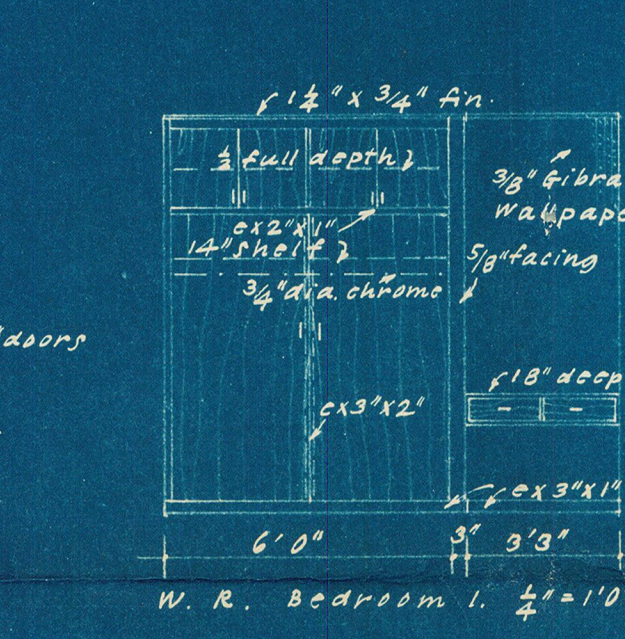 1 1/4" x 3/4" fin.
1/2 full depth
3/8" Gibra
Wallpape
ex2"x1"
14" shelf
5/8" facing
3/4" dia. chrome
"doors
18" deep
ex3"x2"
ex3"x1"
6'0"
3"
3'3"
W. R. Bedroom 1. 1/4" = 1'0